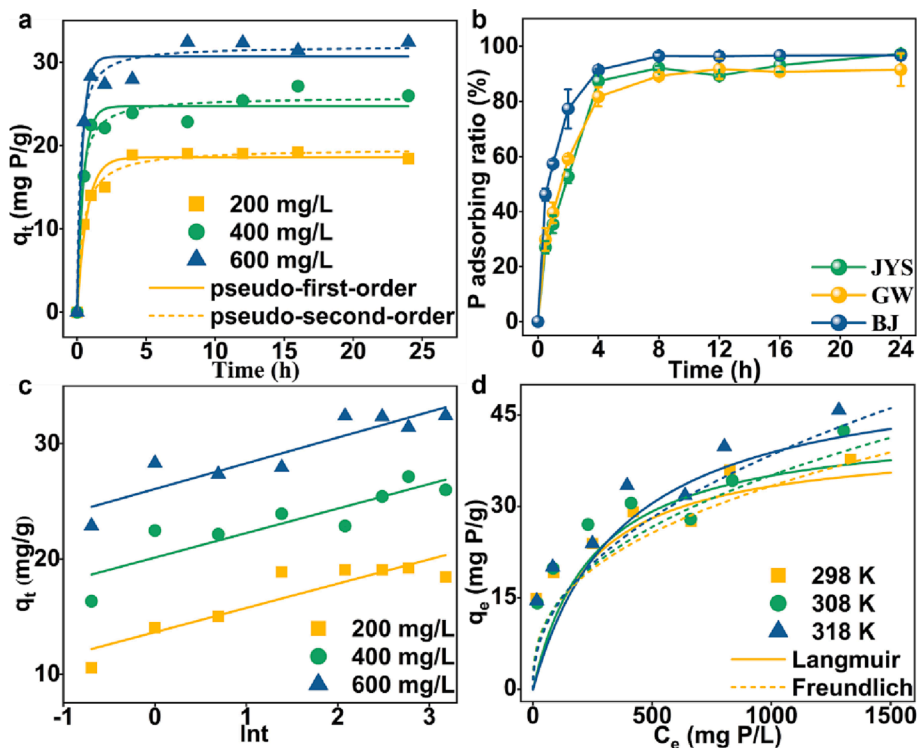 a
q_t (mg P/g)
30
20
10
0
200 mg/L
400 mg/L
600 mg/L
pseudo-first-order
pseudo-second-order
0 5 10 15 20 25
Time (h)
b
P adsorbing ratio (%)
100
80
60
40
20
0
JYS
GW
BJ
0 4 8 12 16 20 24
Time (h)
c
q_t (mg/g)
30
20
10
200 mg/L
400 mg/L
600 mg/L
-1 0 1 2 3
lnt
d
q_e (mg P/g)
45
30
15
0
298 K
308 K
318 K
Langmuir
Freundlich
0 500 1000 1500
C_e (mg P/L)